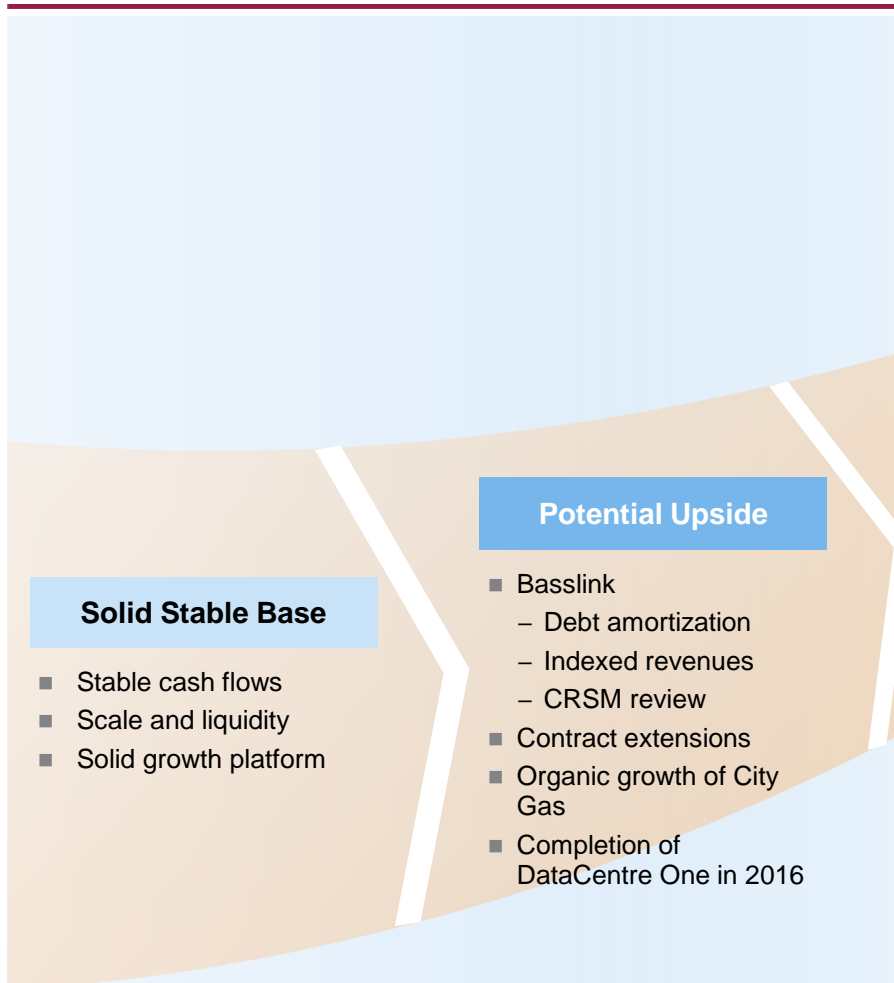 Solid Stable Base
■ Stable cash flows
■ Scale and liquidity
■ Solid growth platform
Potential Upside
■ Basslink
– Debt amortization
– Indexed revenues
– CRSM review
■ Contract extensions
■ Organic growth of City
Gas
■ Completion of
DataCentre One in 2016